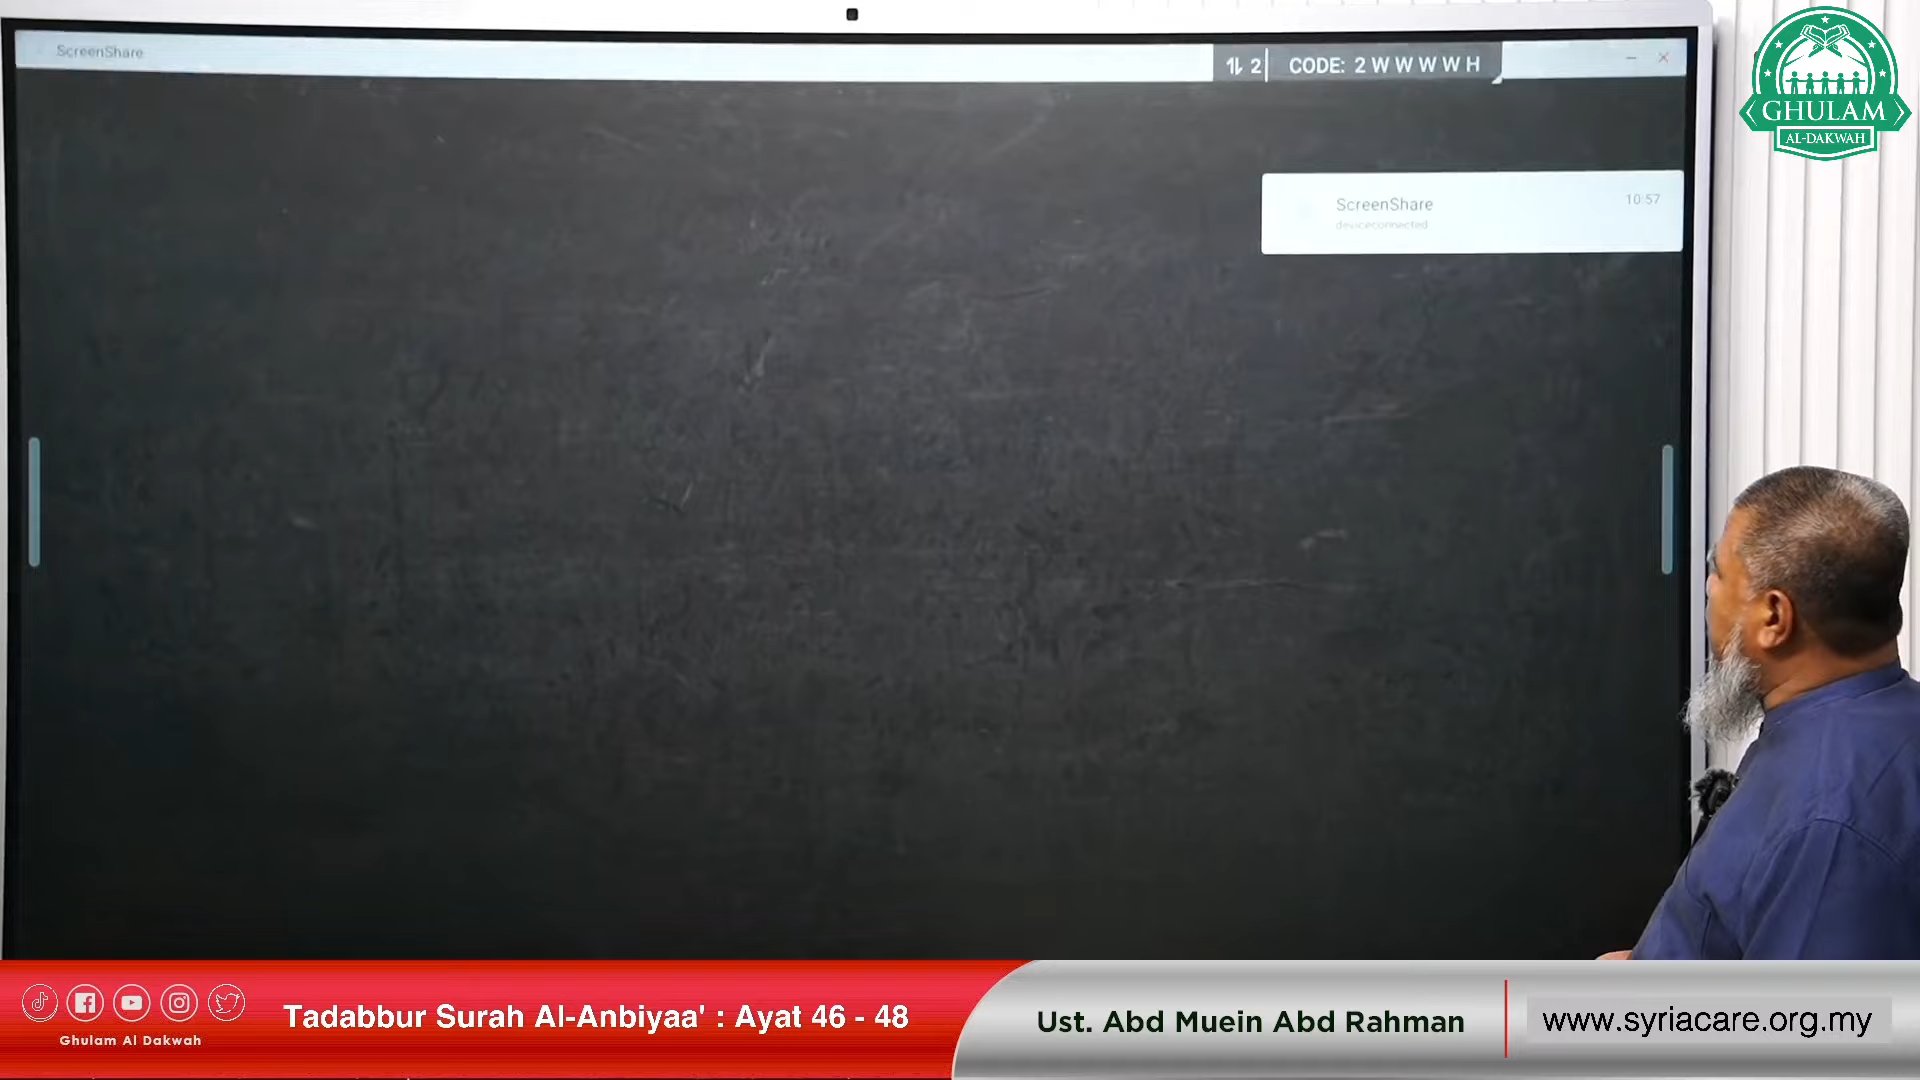 ScreenShare
2
CODE: 2 W W W W H
GHULAM
AL-DAKWAH
ScreenShare
10:57
deviceconnected
Ghulam Al Dakwah
Tadabbur Surah Al-Anbiyaa' : Ayat 46 - 48
Ust. Abd Muein Abd Rahman
www.syriacare.org.my